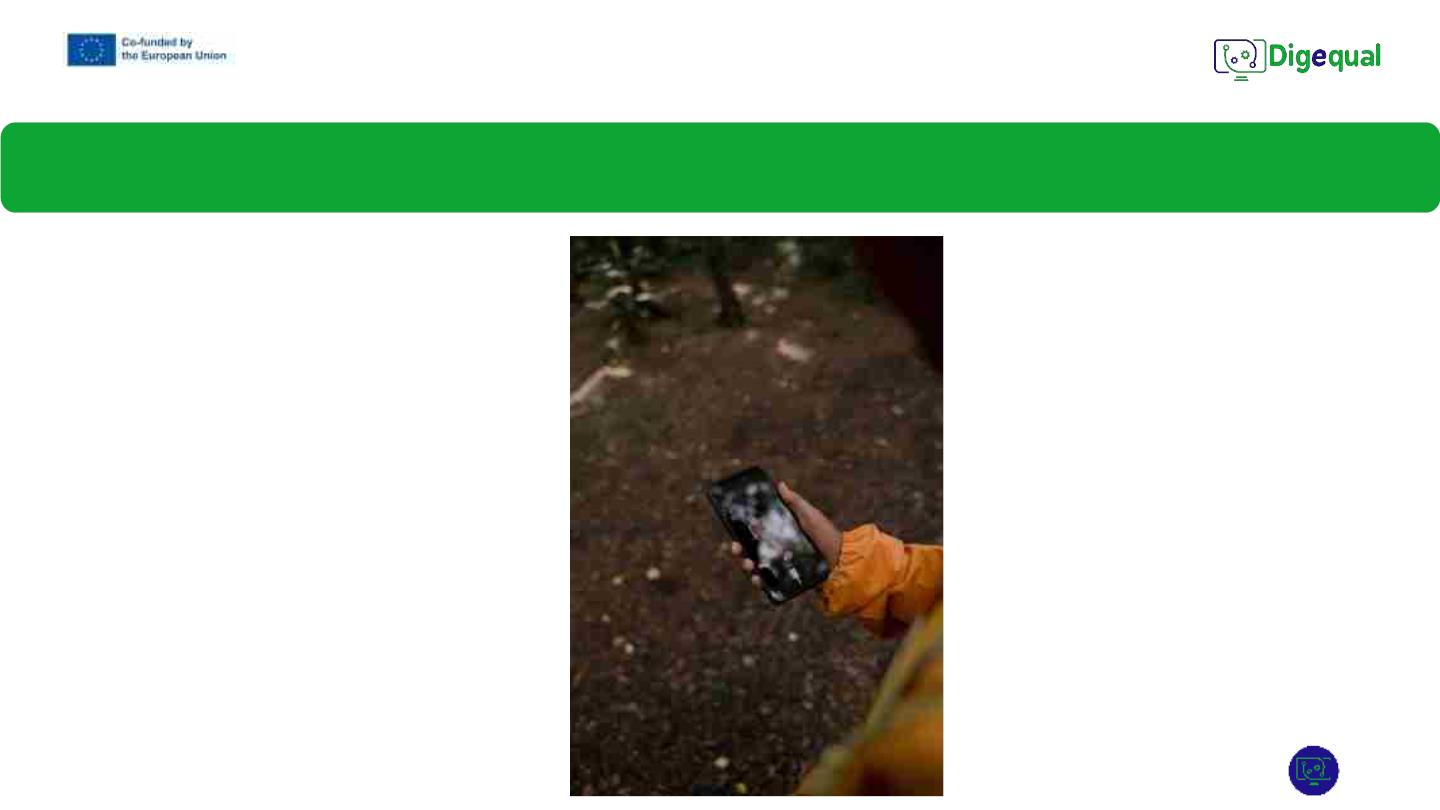 Co-funded by
the European Union
Digequal